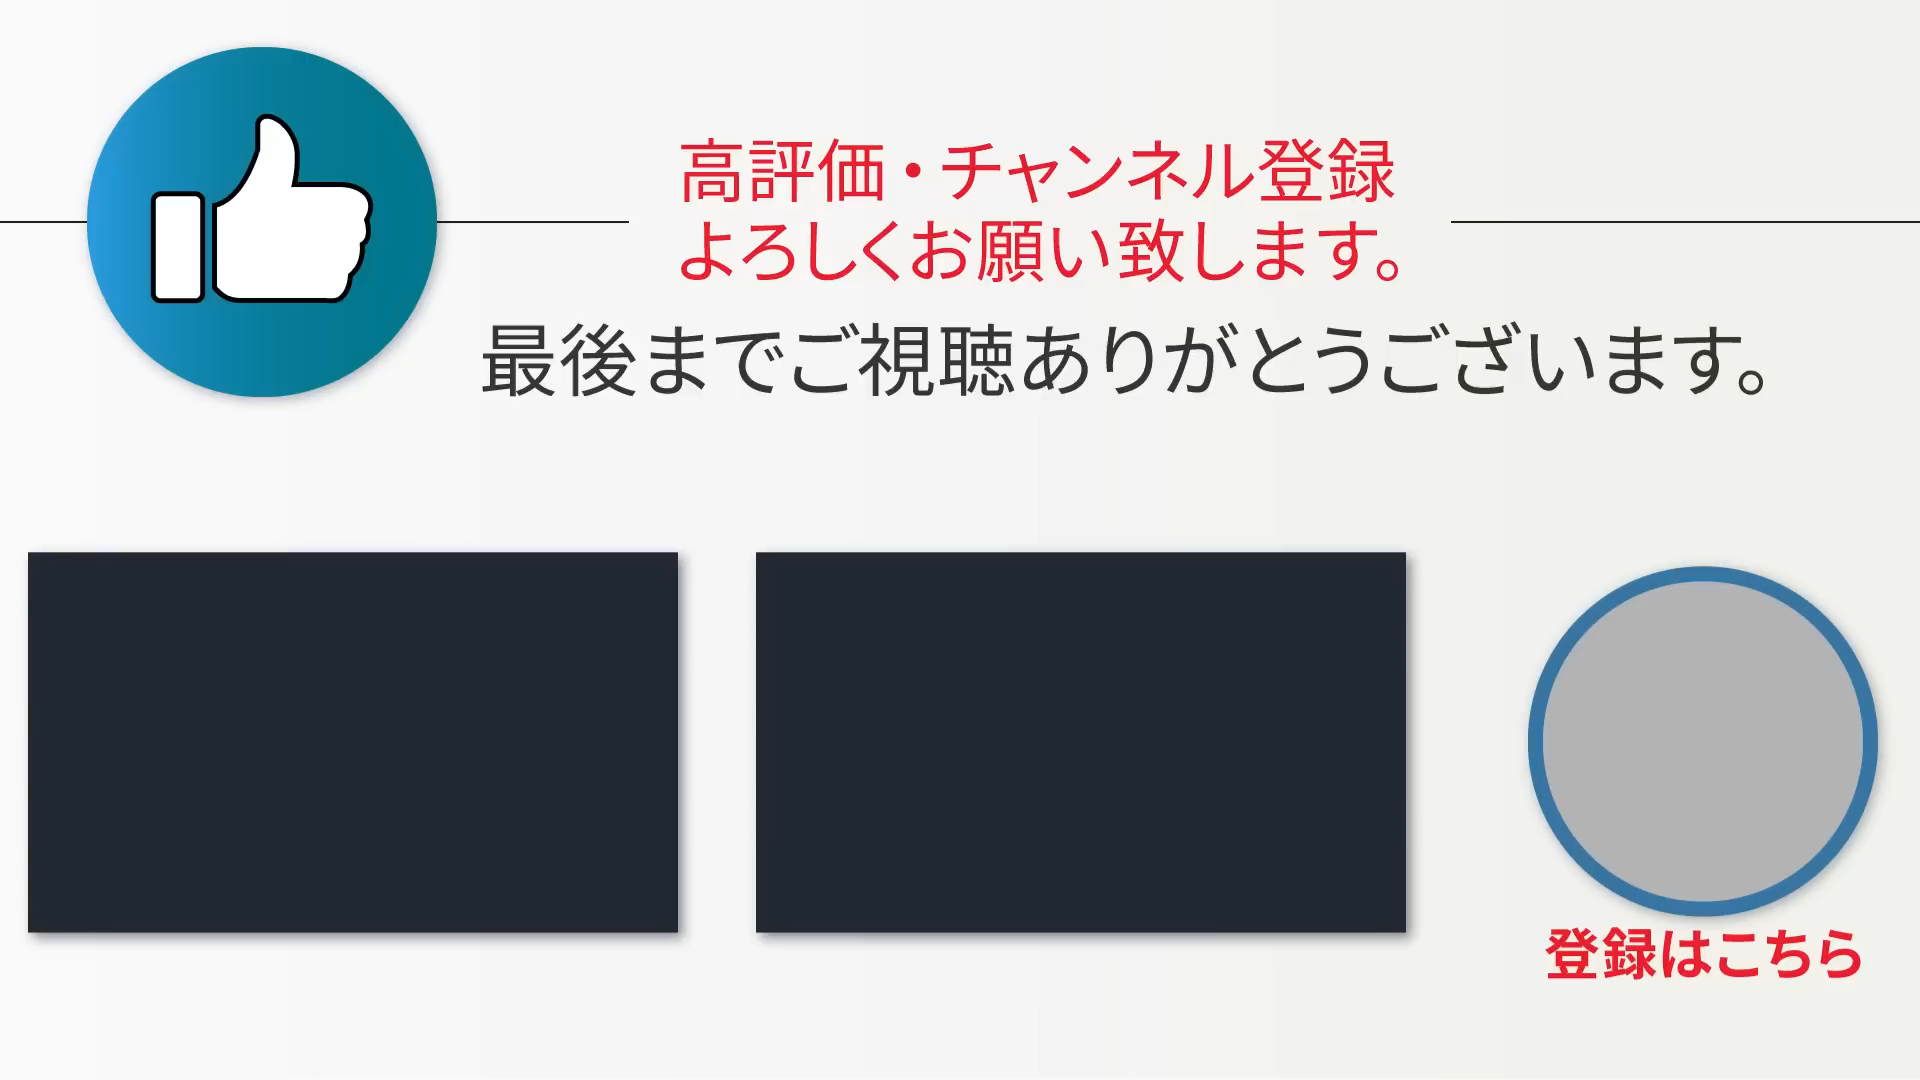 高評価・チャンネル登録
よろしくお願い致します。
最後までご視聴ありがとうございます。
登録はこちら